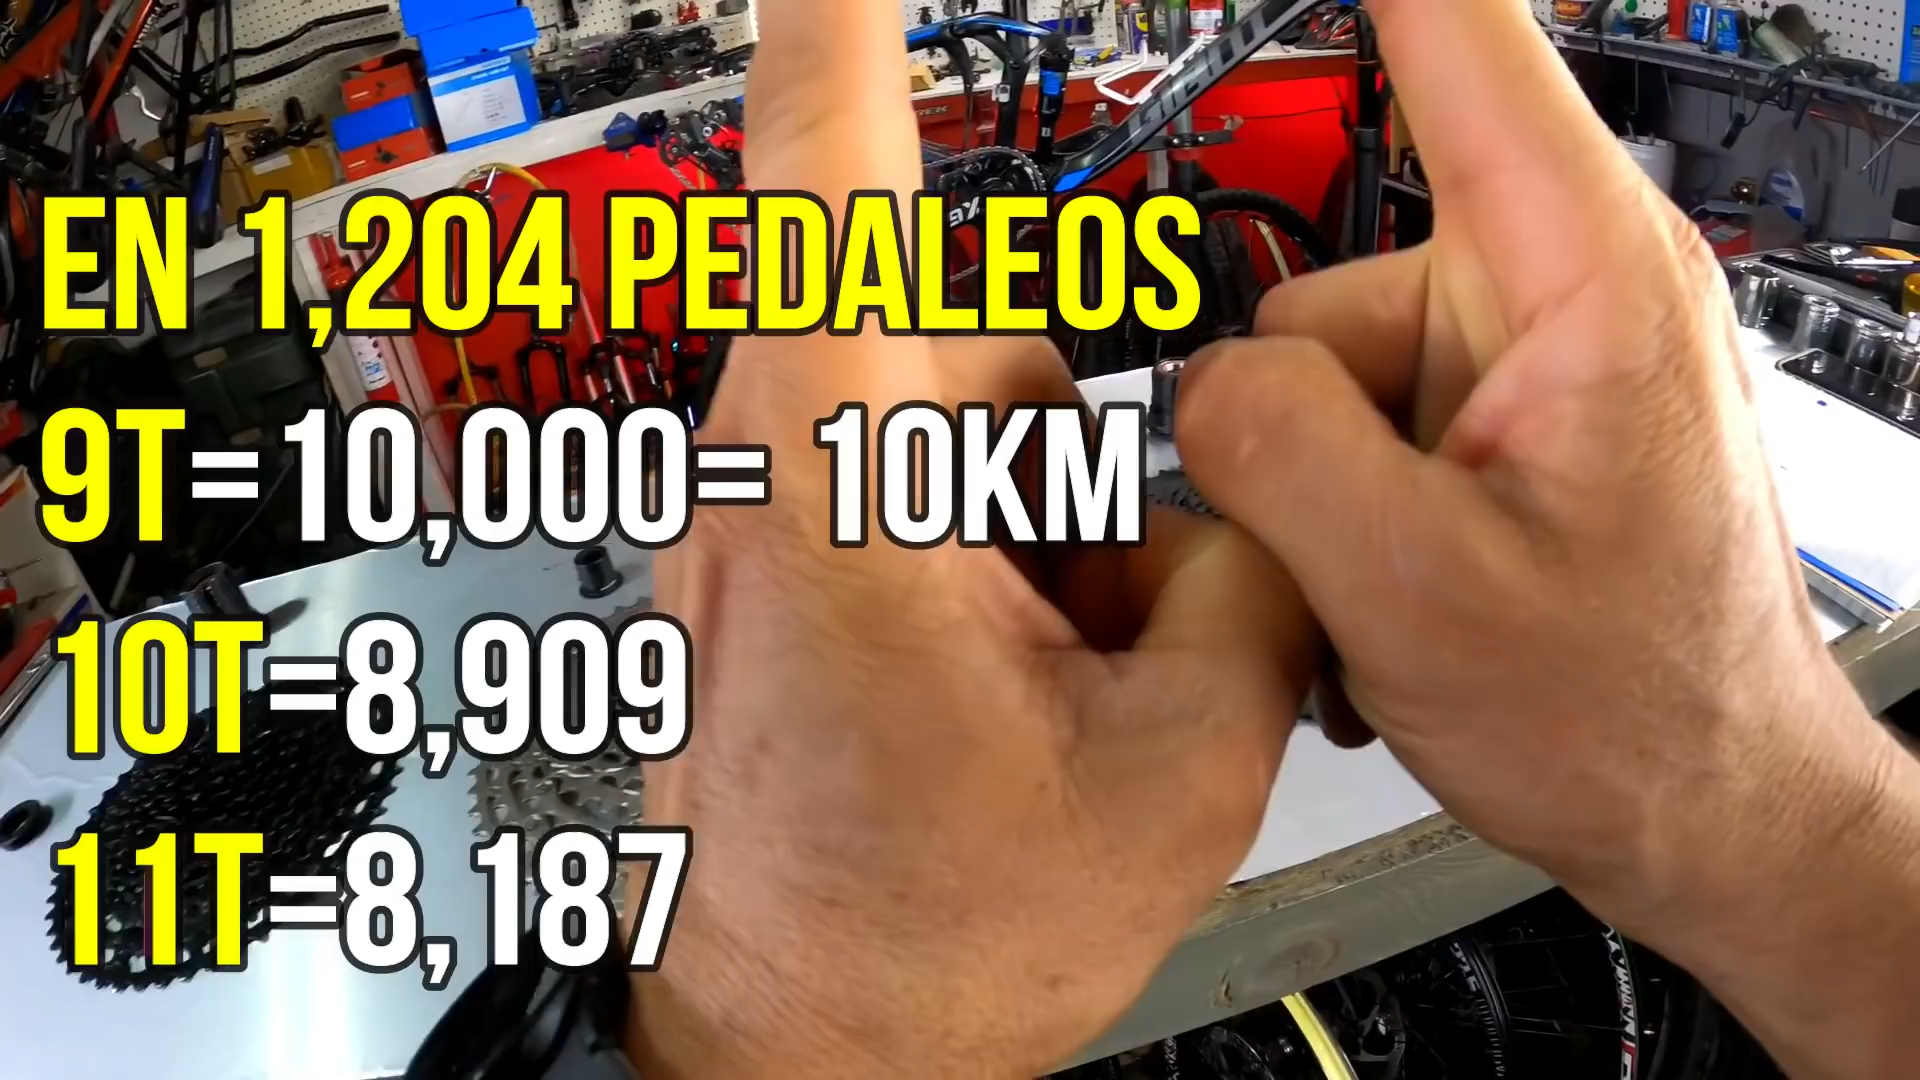 EN 1,204 PEDALEOS
9T=10,000= 10KM
10T=8,909
11T=8,187